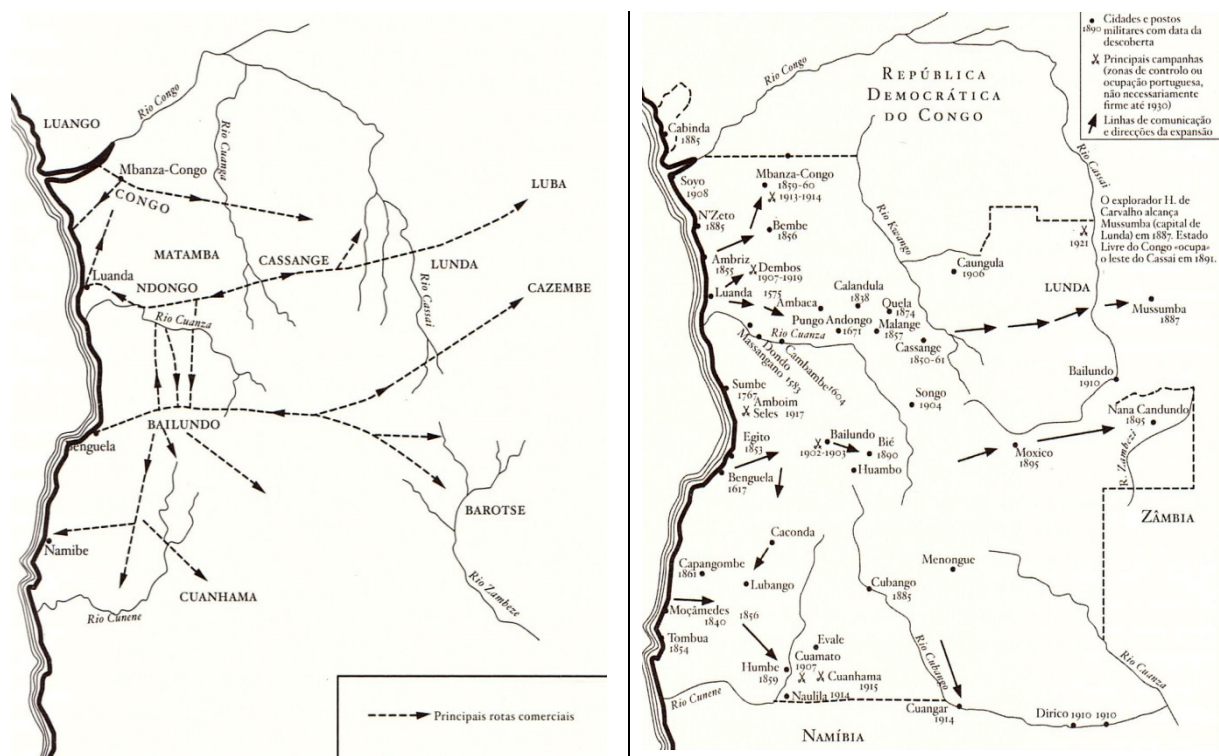 LUANGO
Rio Congo
Mbanza-Congo
CONGO
Rio Cuanga
LUBA
MATAMBA
CASSANGE
LUNDA
Luanda
NDONGO
CAZEMBE
Rio Cuanza
Rio Cassai
BAILUNDO
Benguela
BAROTSE
Namibe
CUANHAMA
Rio Cunene
Rio Zambeze
Principais rotas comerciais
1890
Cidades e postos
militares com data da
descoberta
Principais campanhas
(zonas de controlo ou
ocupação portuguesa,
não necessariamente
firme até 1930)
Linhas de comunicação
e direcções da expansão
REPÚBLICA
DEMOCRÁTICA
DO CONGO
Rio Congo
Cabinda
1885
Rio Cassai
Soyo
1908
Mbanza-Congo
1859-60
1913-1914
N'Zeto
1885
Bembe
1856
Rio Kwango
O explorador H. de
Carvalho alcança
Mussumba (capital de
Lunda) em 1887. Estado
Livre do Congo «ocupa»
o leste do Cassai em 1891.
1921
Ambriz
1855
Dembos
1907-1919
Caungula
1906
LUNDA
Luanda
1575
Ambaca
Calandula
1838
Quela
1874
Mussumba
1887
Pungo Andongo
1671
Malange
1857
Rio Cuanza
Cassange
1850-61
Dondo
Massangano 1583
Cambambe 1604
Bailundo
1910
Sumbe
1767
Amboim
Seles 1917
Songo
1904
Nana Candundo
1895
Egito
1853
Bailundo
1902-1903
Bié
1890
Moxico
1895
R. Zambezi
Benguela
1617
Huambo
ZÂMBIA
Caconda
Capangombe
1861
Lubango
Menongue
Cubango
1885
Moçâmedes
1840
1856
Tombua
1854
Evale
Humbe
1859
Cuamato
1907
Cuanhama
1915
Rio Cubango
Rio Cuanza
Rio Cunene
Naulila 1914
Cuangar
1914
Dirico 1910 1910
NAMÍBIA